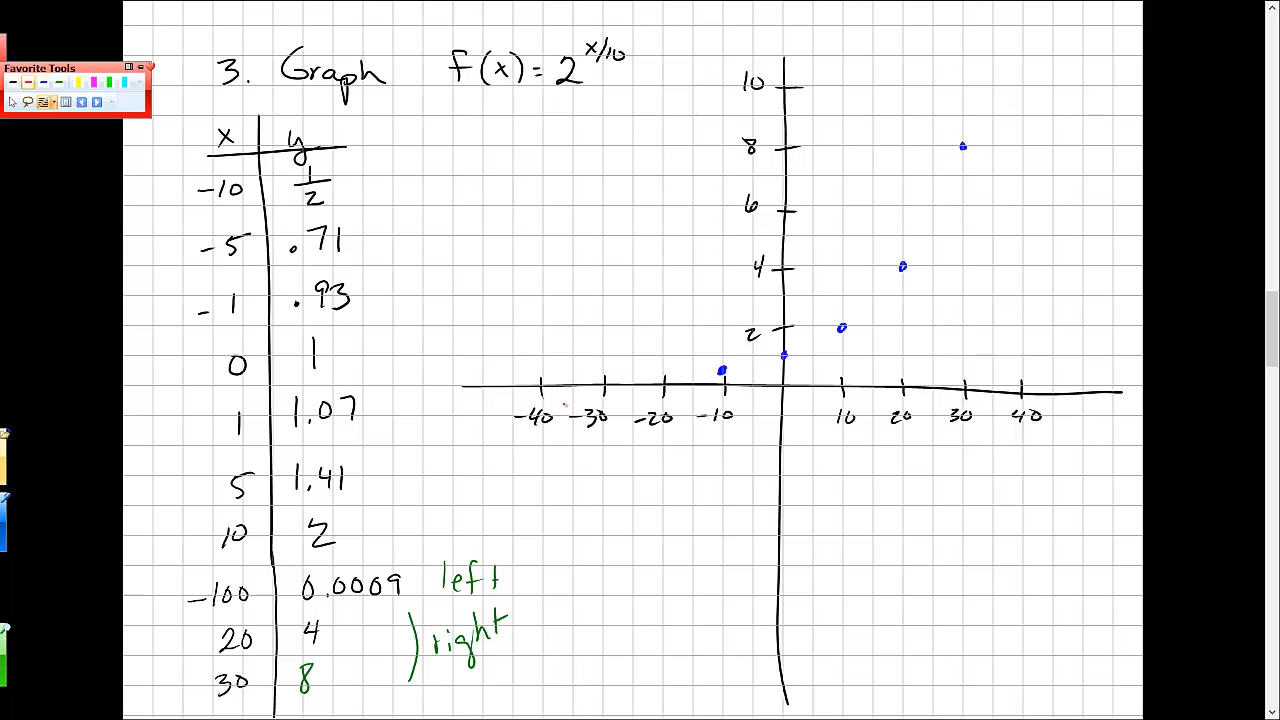 Favorite Tools
3. Graph f(x) = 2^(x/10)
x y
-10 1/2
-5 .71
-1 .93
0 1
1 1.07
5 1.41
10 2
-100 0.0009 left
20 4
30 8
right
10
8
6
4
2
-40 -30 -20 -10 10 20 30 40